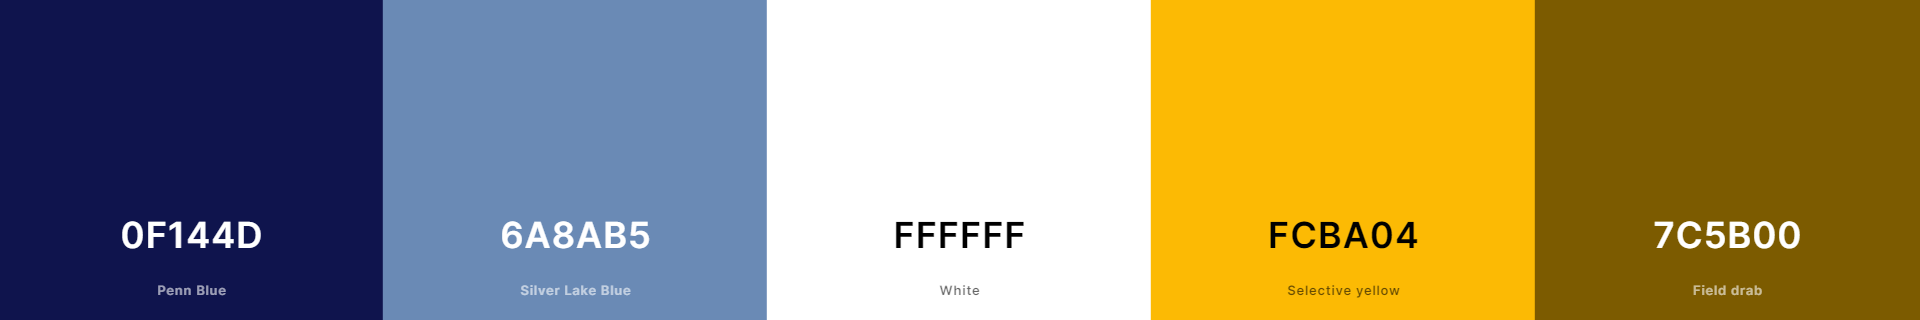 0F144D
Penn Blue
6A8AB5
Silver Lake Blue
FFFFFF
White
FCBA04
Selective yellow
7C5B00
Field drab